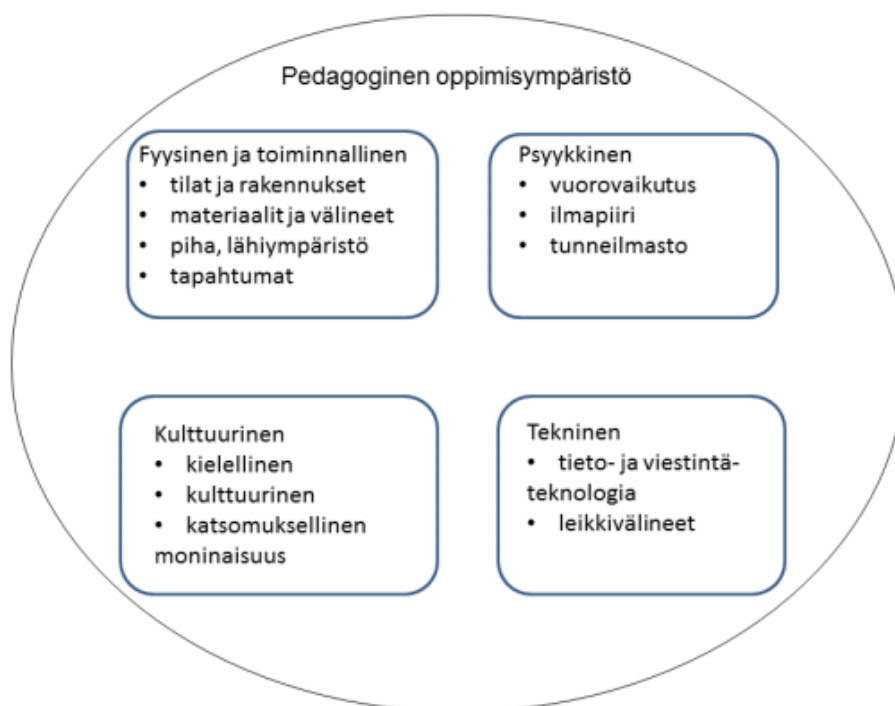 Pedagoginen oppimisympäristö
Fyysinen ja toiminnallinen
• tilat ja rakennukset
• materiaalit ja välineet
• piha, lähiympäristö
• tapahtumat
Psyykkinen
• vuorovaikutus
• ilmapiiri
• tunneilmasto
Kulttuurinen
• kielellinen
• kulttuurinen
• katsomuksellinen
moninaisuus
Tekninen
• tieto- ja viestintä-
teknologia
• leikkivälineet